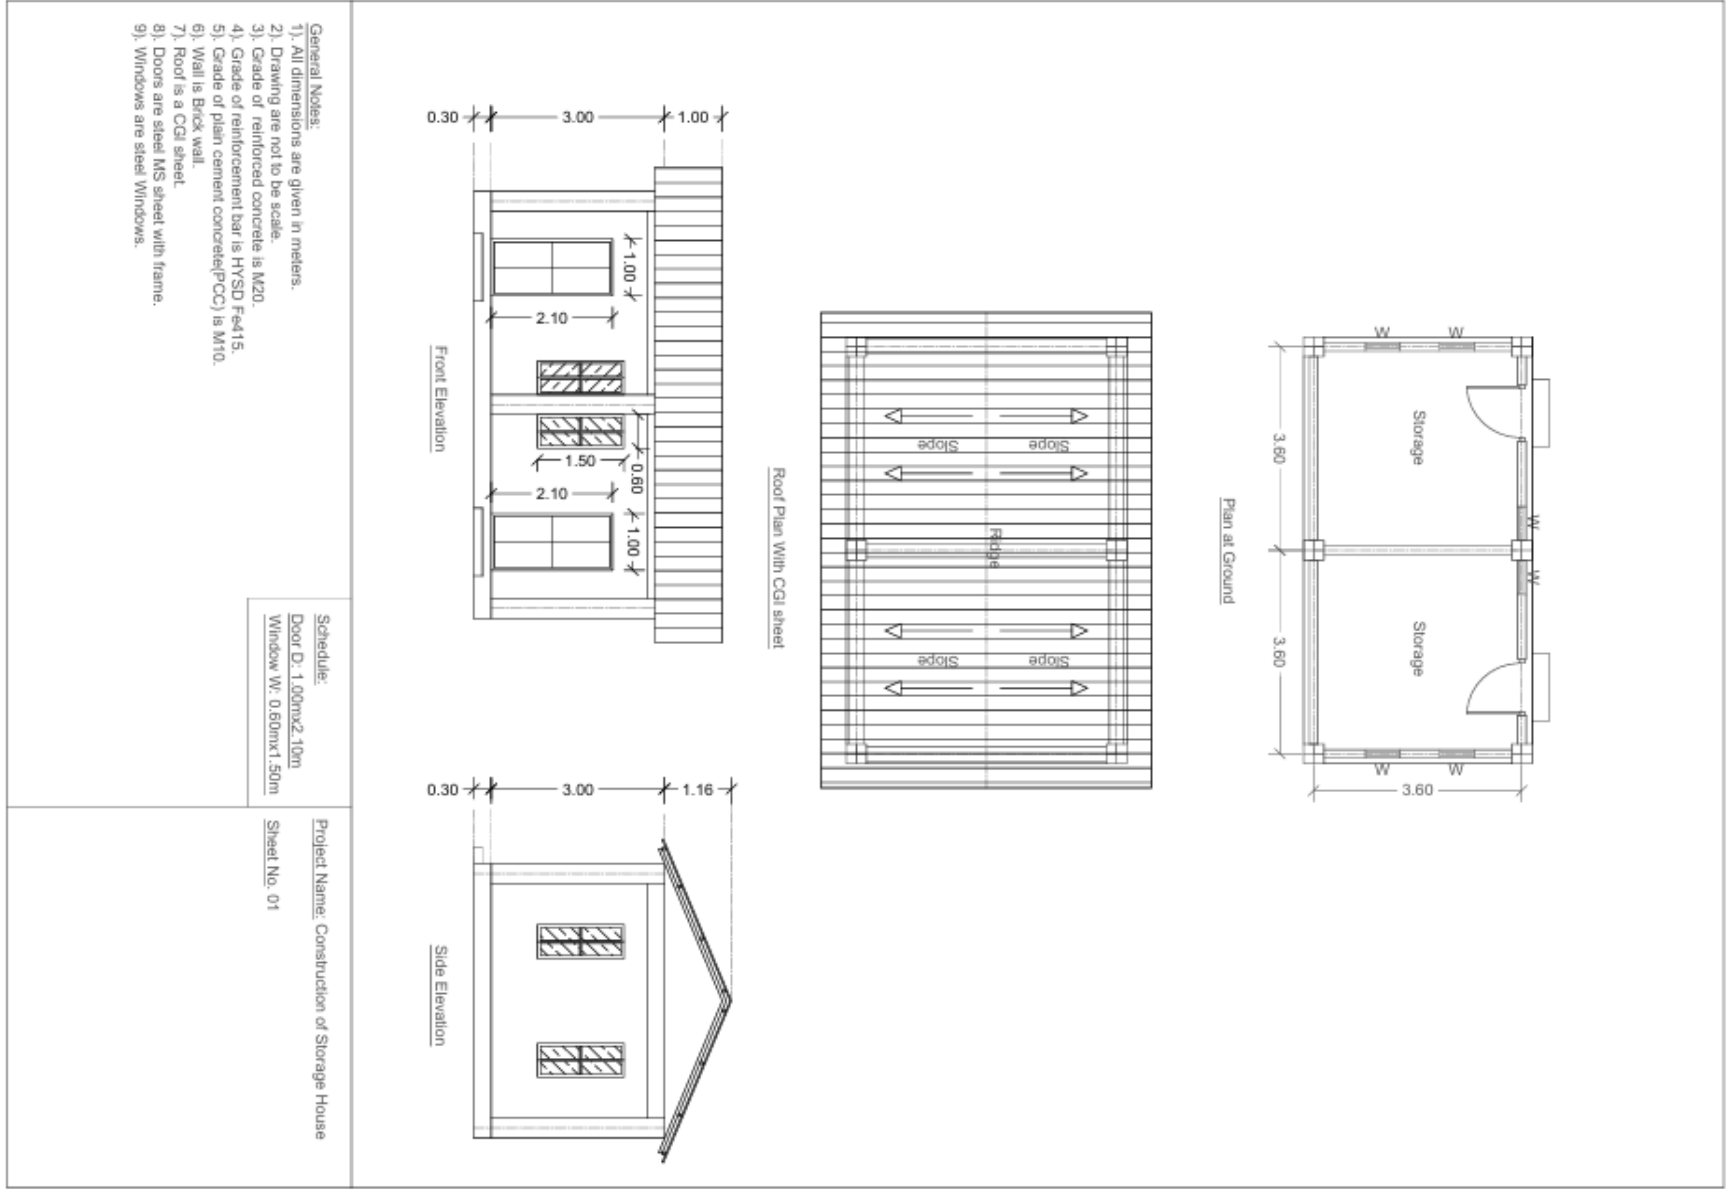 Plan at Ground
Storage
Storage
W
W
W
W
W
W
3.60
3.60
3.60
Roof Plan With CGI sheet
Slope
Slope
Slope
Slope
Ridge
Front Elevation
0.30
3.00
1.00
1.00
2.10
1.50
0.60
2.10
1.00
Side Elevation
0.30
3.00
1.16
General Notes:
1). All dimensions are given in meters.
2). Drawing are not to be scale.
3). Grade of reinforced concrete is M20.
4). Grade of reinforcement bar is HYSD Fe415.
5). Grade of plain cement concrete(PCC) is M10.
6). Wall is Brick wall.
7). Roof is a CGI sheet.
8). Doors are steel MS sheet with frame.
9). Windows are steel Windows.
Schedule:
Door D: 1.00mx2.10m
Window W: 0.60mx1.50m
Project Name: Construction of Storage House
Sheet No. 01